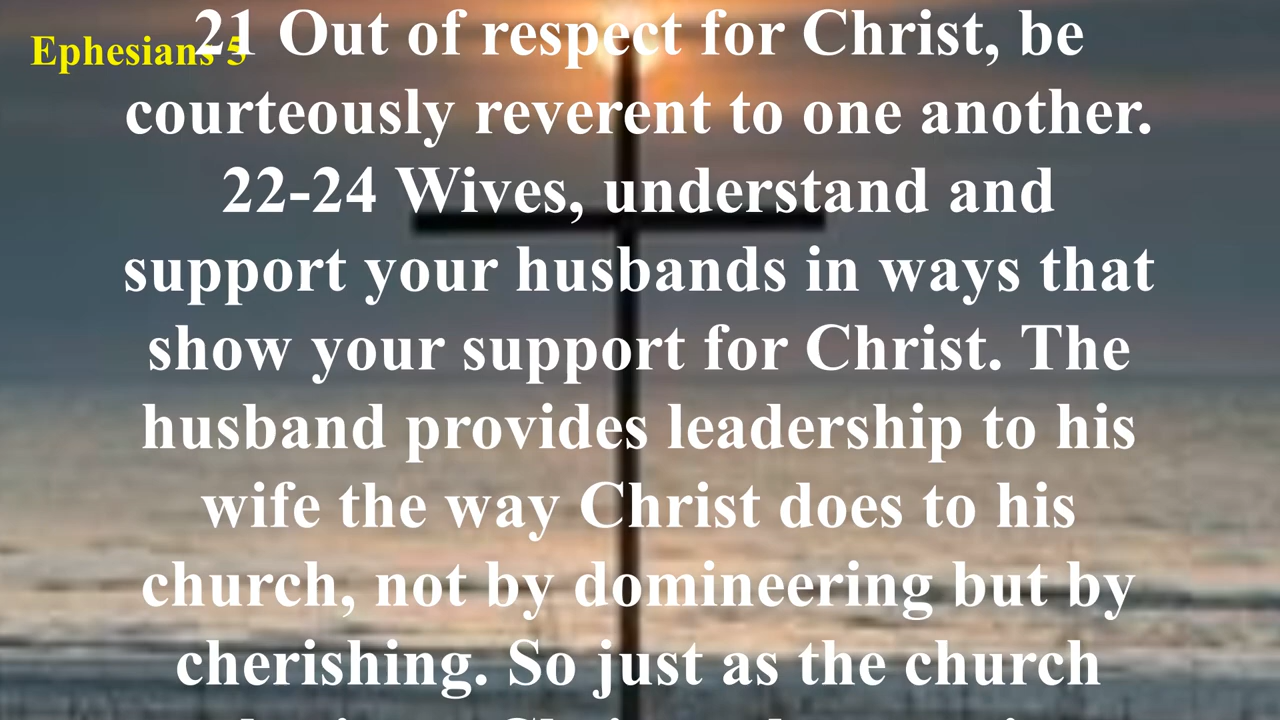 Ephesians 5
21 Out of respect for Christ, be
courteously reverent to one another.
22-24 Wives, understand and
support your husbands in ways that
show your support for Christ. The
husband provides leadership to his
wife the way Christ does to his
church, not by domineering but by
cherishing. So just as the church